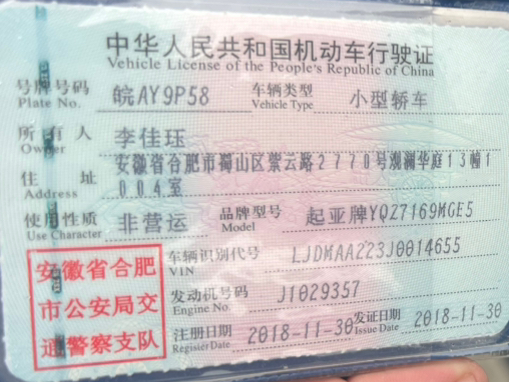 中华人民共和国机动车行驶证
Vehicle License of the People's Republic of China
号牌号码 Plate No. 皖AY9P58 车辆类型 Vehicle Type 小型轿车
所有人 Owner 李佳珏
住址 Address 安徽省合肥市蜀山区紫云路2770号观澜华庭13幢1
004室
使用性质 Use Character 非营运 品牌型号 Model 起亚牌YQZ7169MGE5
车辆识别代号 VIN LJDMAA223J0014655
发动机号码 Engine No. J1029357
注册日期 Register Date 2018-11-30 发证日期 Issue Date 2018-11-30
安徽省合肥
市公安局交
通警察支队